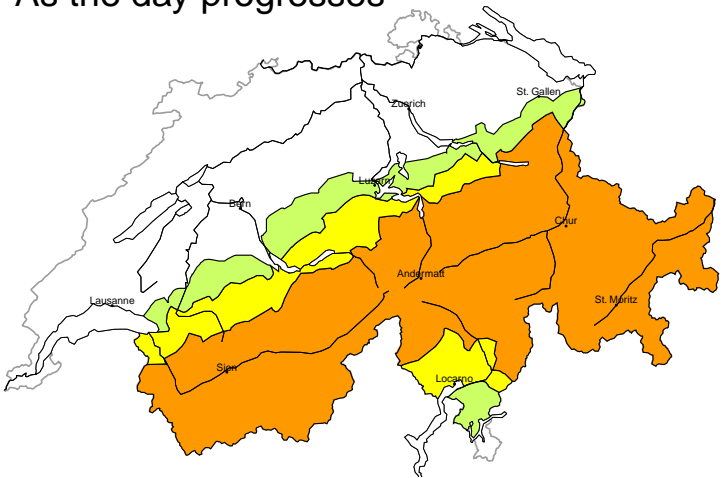 As the day progresses
St. Gallen
Zuerich
Luzern
Bern
Chur
Andermatt
Lausanne
St. Moritz
Sion
Locarno